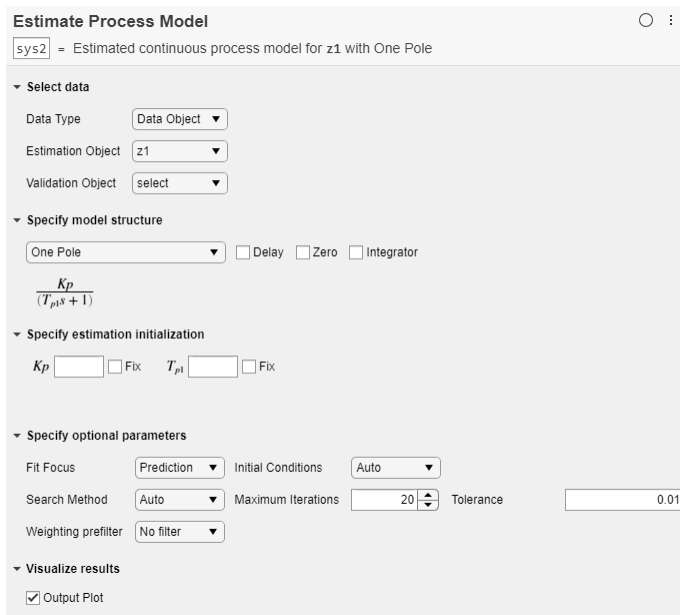 Estimate Process Model
sys2 = Estimated continuous process model for z1 with One Pole
Select data
Data Type Data Object
Estimation Object z1
Validation Object select
Specify model structure
One Pole Delay Zero Integrator
Kp
(Tp1s + 1)
Specify estimation initialization
Kp Fix Tp1 Fix
Specify optional parameters
Fit Focus Prediction Initial Conditions Auto
Search Method Auto Maximum Iterations 20 Tolerance 0.01
Weighting prefilter No filter
Visualize results
Output Plot